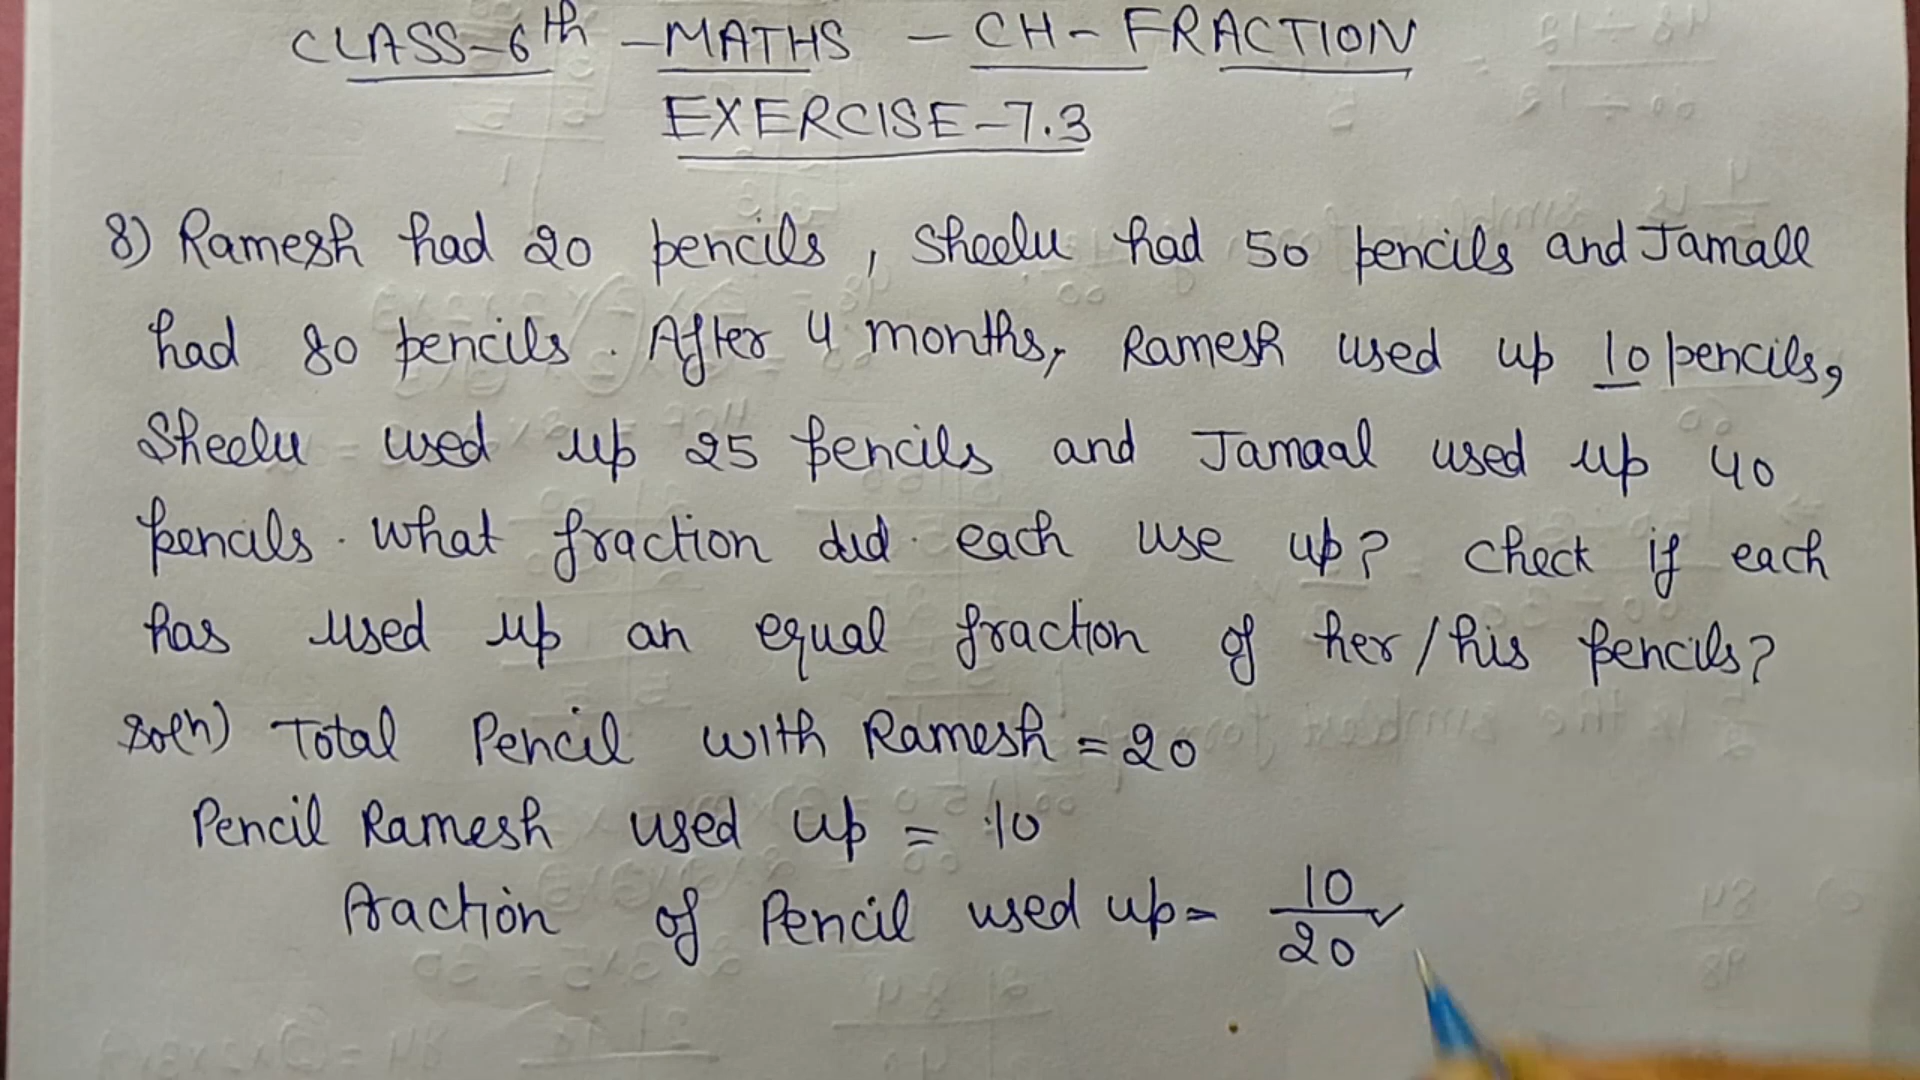 CLASS-6th - MATHS - CH- FRACTION
EXERCISE-7.3
8) Ramesh had 20 pencils, Sheelu had 50 pencils and Jamall
had 80 pencils. After 4 months, Ramesh used up 10 pencils,
Sheelu used up 25 pencils and Jamaal used up 40
pencils. What fraction did each use up? check if each
has used up an equal fraction of her/his pencils?
Soln) Total Pencil with Ramesh = 20
Pencil Ramesh used up = 10
Fraction of Pencil used up = 10/20